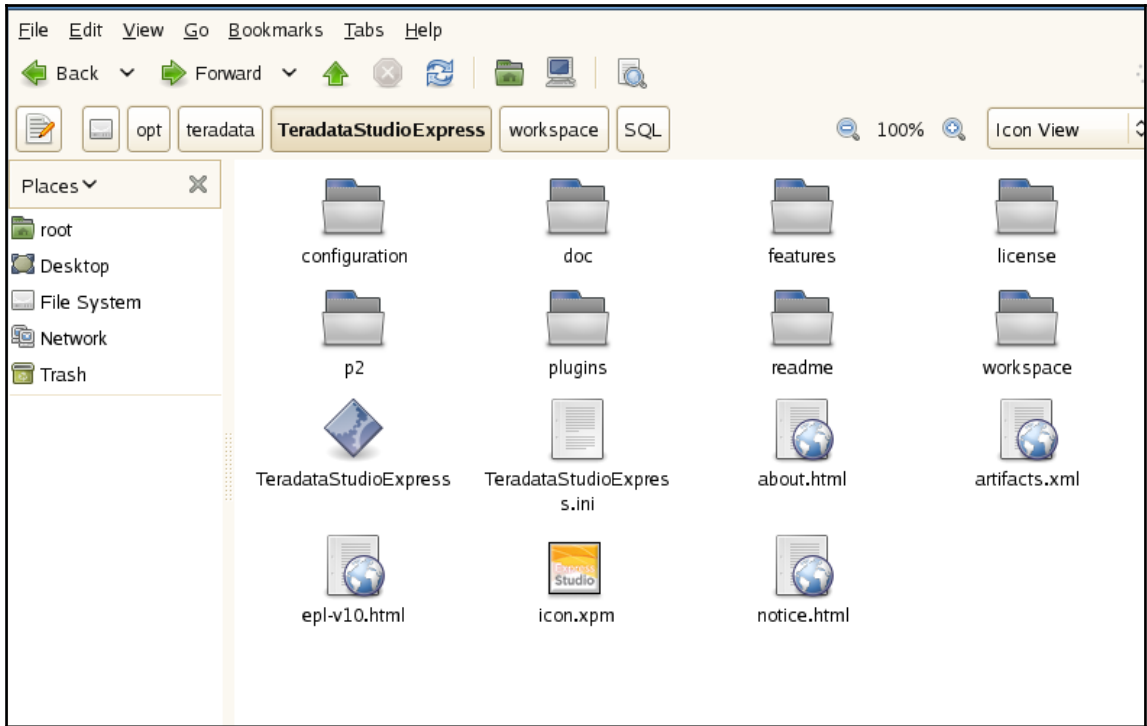 File Edit View Go Bookmarks Tabs Help
Back Forward
opt teradata TeradataStudioExpress workspace SQL 100% Icon View
Places
root
Desktop
File System
Network
Trash
configuration doc features license
p2 plugins readme workspace
TeradataStudioExpress TeradataStudioExpres about.html artifacts.xml
s.ini
Studio
epl-v10.html icon.xpm notice.html